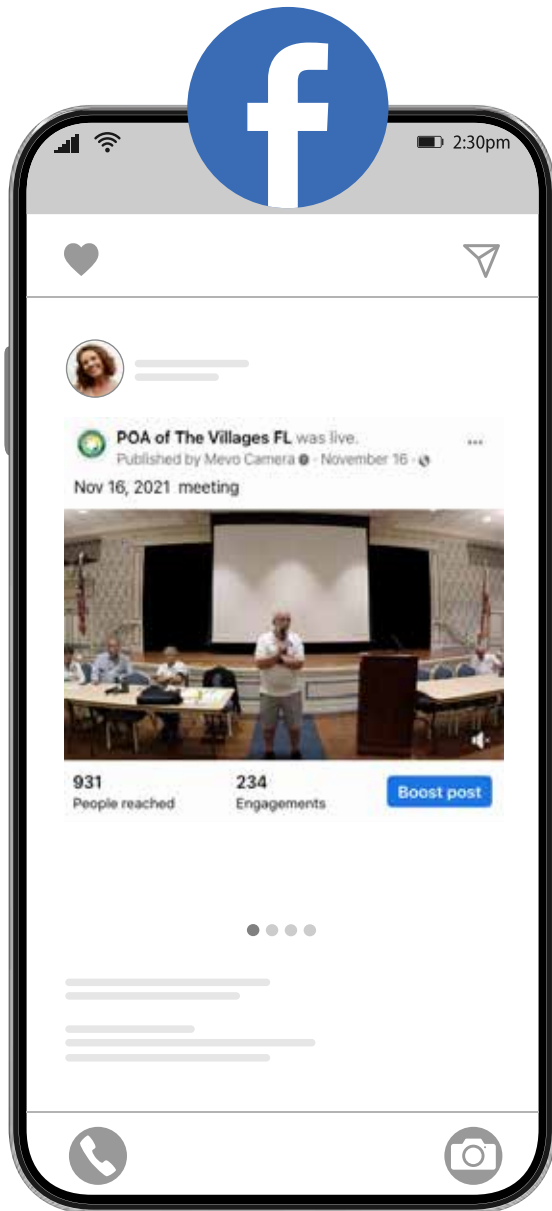 f
2:30pm
POA of The Villages FL was live.
Published by Mevo Camera · November 16 ·
Nov 16, 2021 meeting
931
234
Boost post
People reached
Engagements